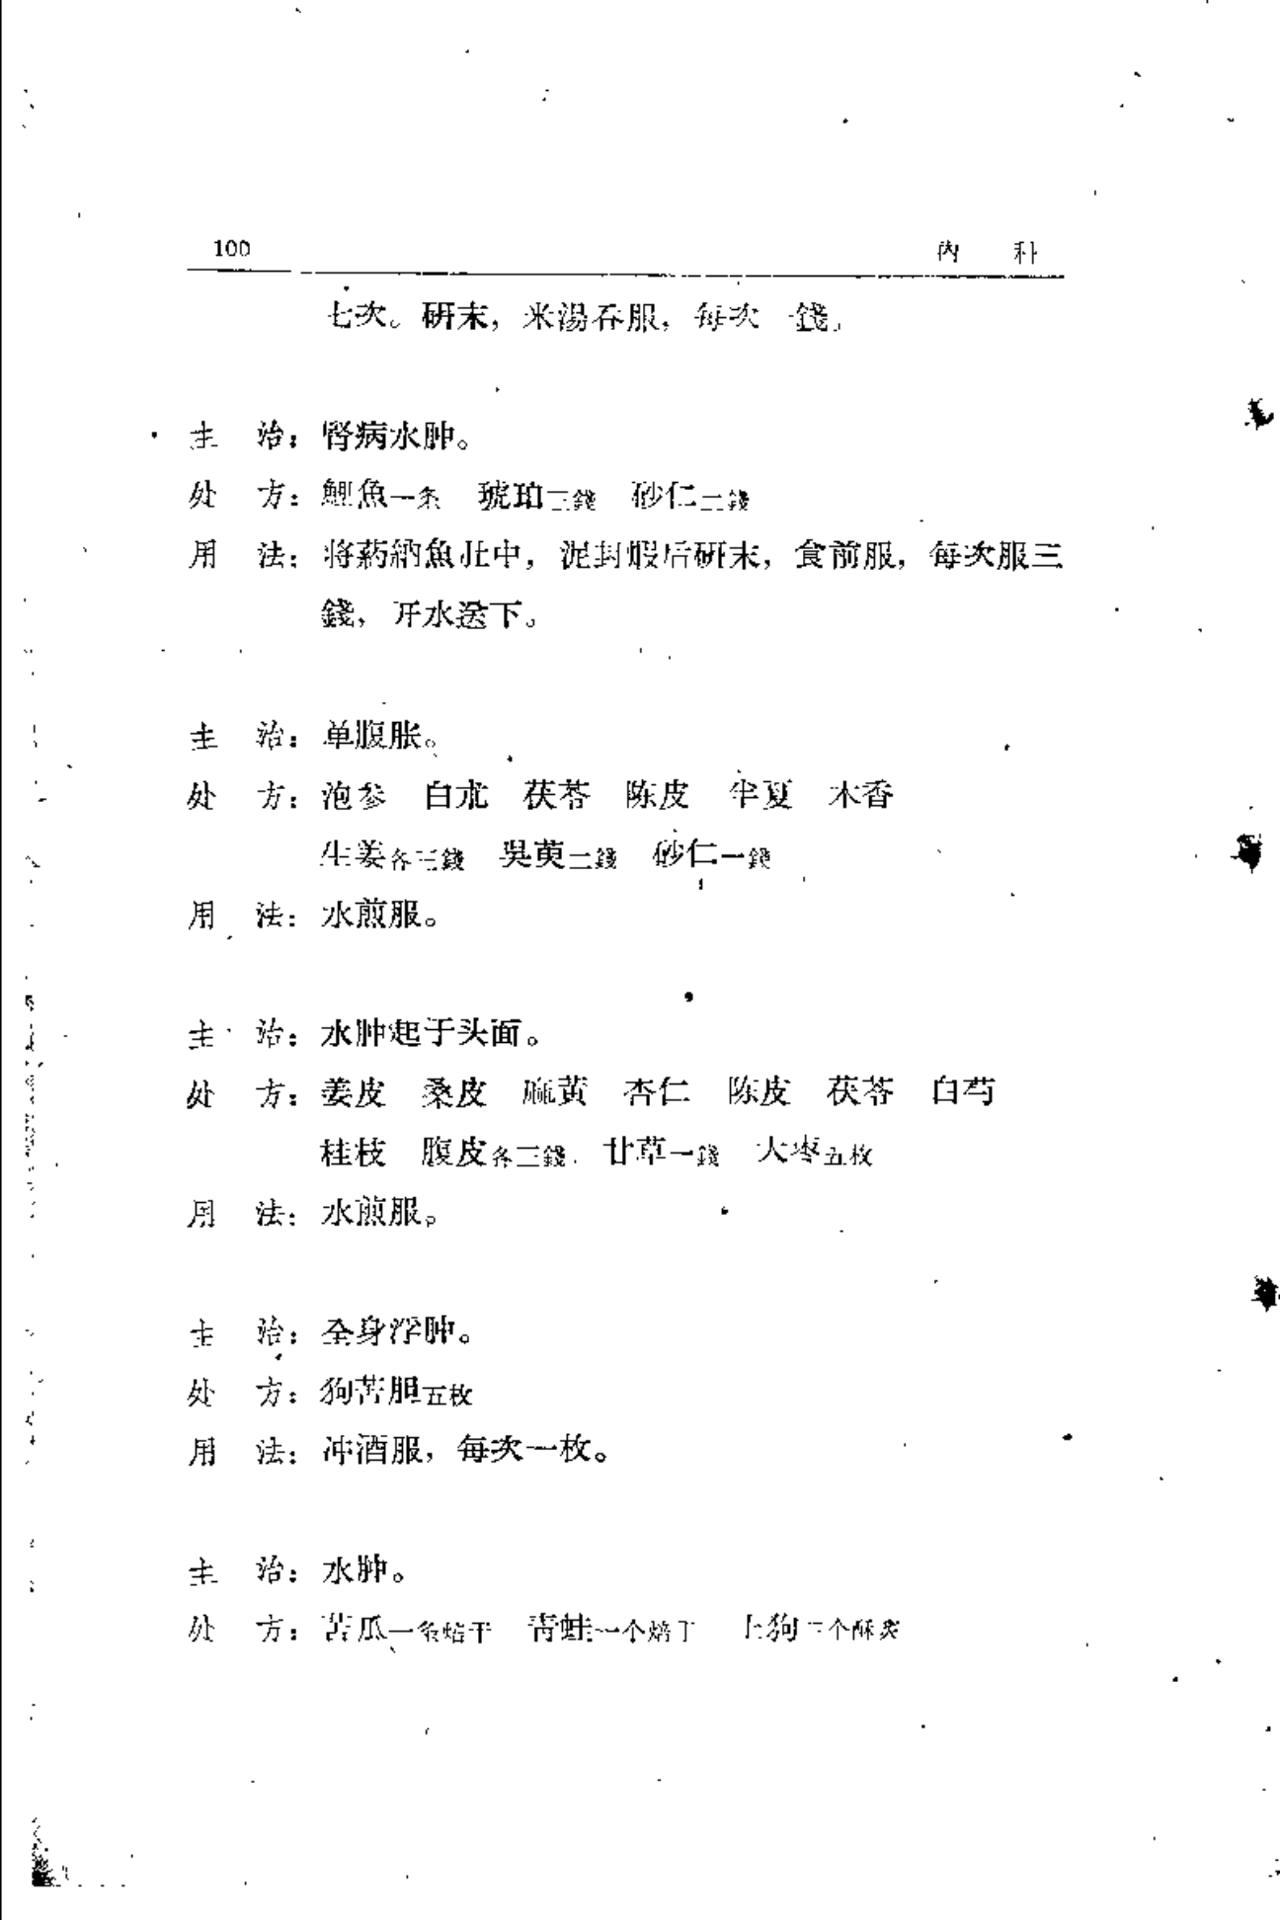 100 内 科
七次。研末，米湯吞服，每次一錢。
主 治：腎病水肿。
处 方：鯉魚一条 琥珀三錢 砂仁二錢
用 法：将葯納魚肚中，泥封煅后研末，食前服，每次服三
錢，开水送下。
主 治：单腹胀。
处 方：泡参 白朮 茯苓 陈皮 半夏 木香
生姜各三錢 吳萸二錢 砂仁一錢
用 法：水煎服。
主 治：水肿起于头面。
处 方：姜皮 桑皮 麻黄 杏仁 陈皮 茯苓 白芍
桂枝 腹皮各三錢 甘草一錢 大枣五枚
用 法：水煎服。
主 治：全身浮肿。
处 方：狗苦胆五枚
用 法：冲酒服，每次一枚。
主 治：水肿。
处 方：苦瓜一条焙干 青蛙一个焙干 土狗三个酥炙